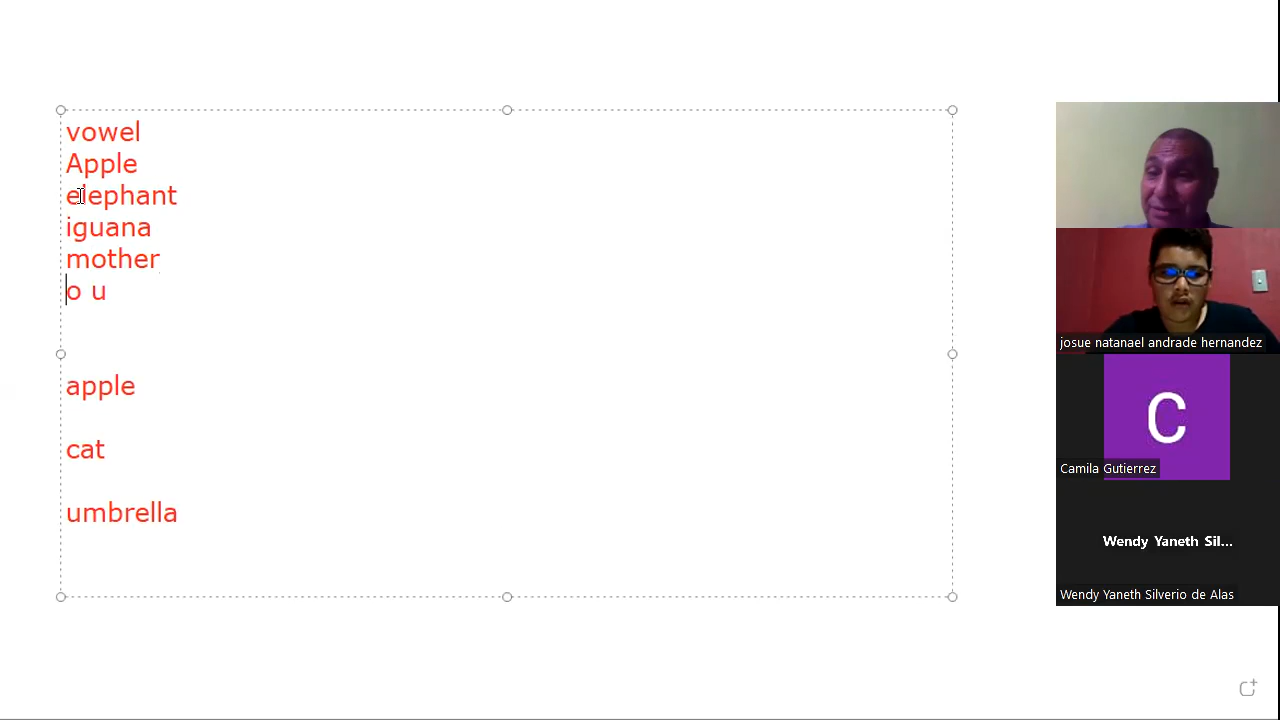 vowel
Apple
elephant
iguana
mother
o u
apple
cat
umbrella
josue natanael andrade hernandez
C
Camila Gutierrez
Wendy Yaneth Sil...
Wendy Yaneth Silverio de Alas